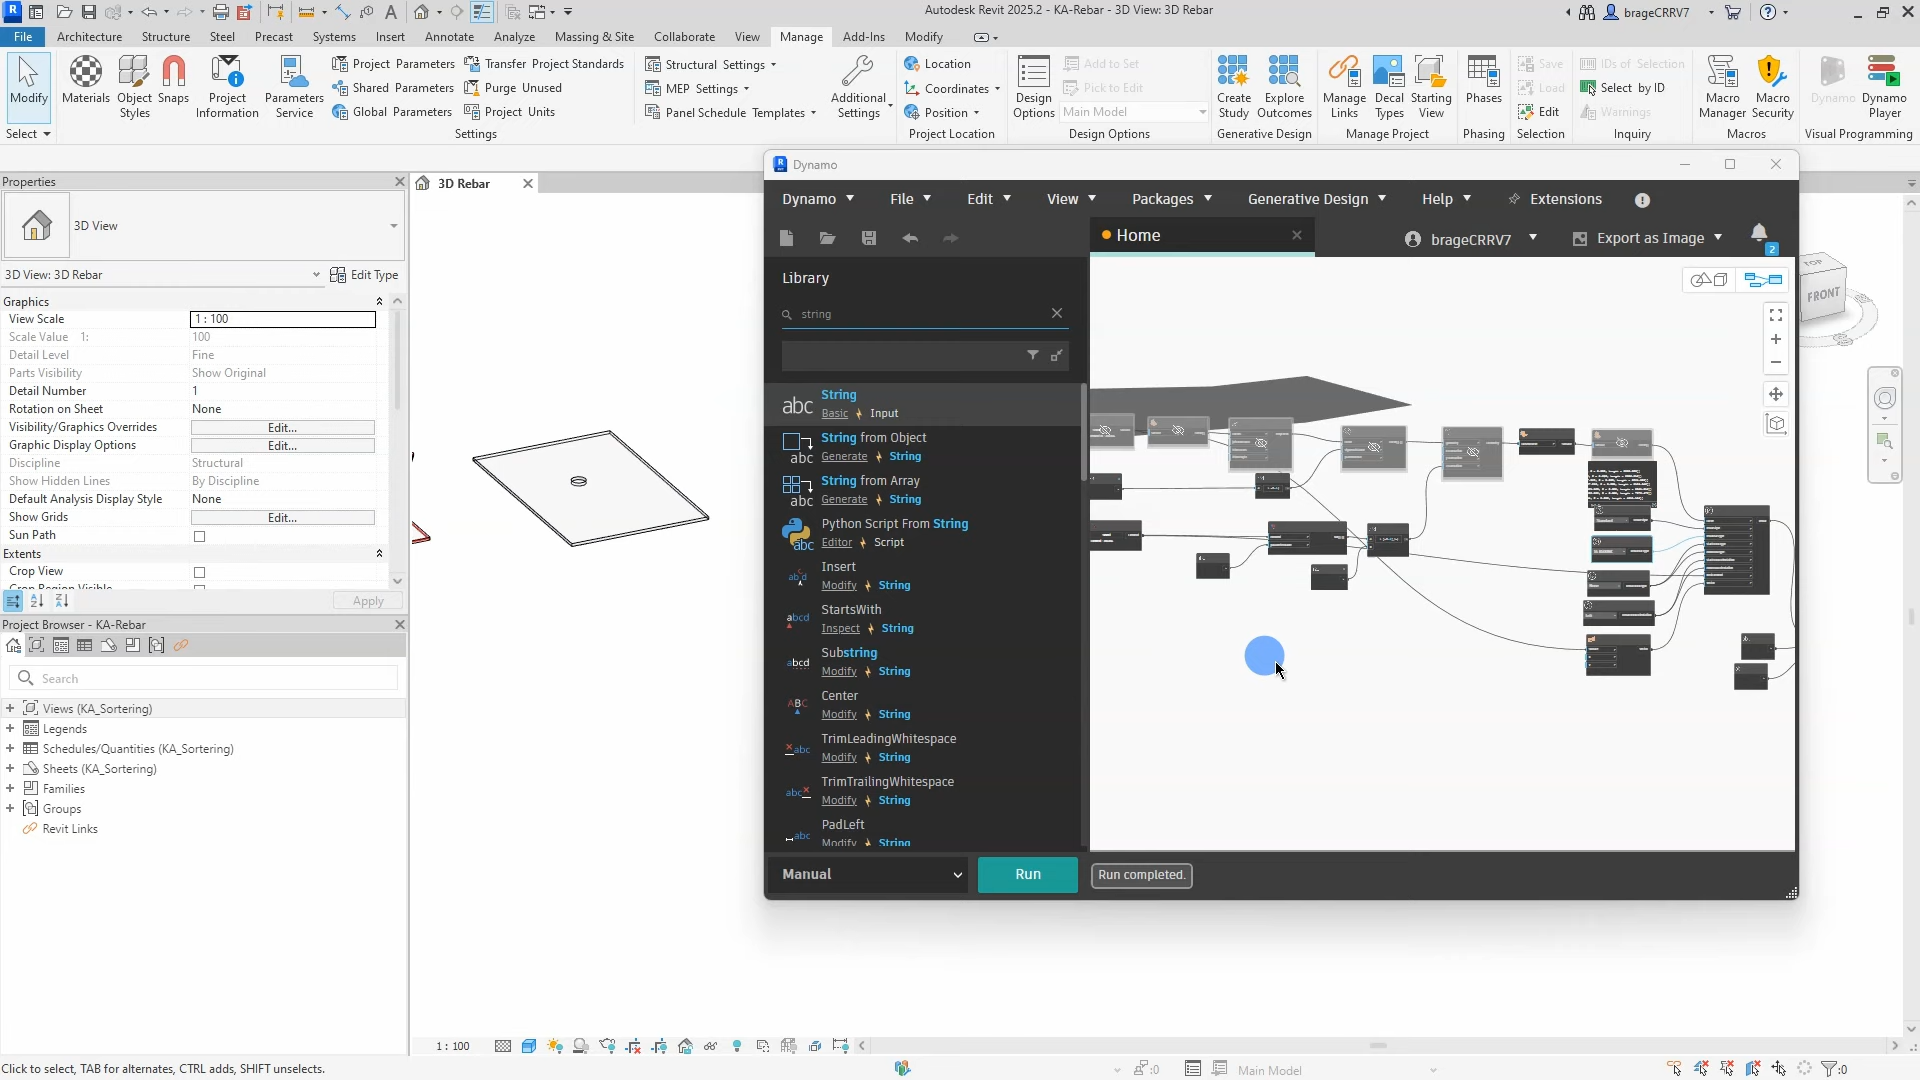 Autodesk Revit 2025.2 - KA-Rebar - 3D View: 3D Rebar
brageCRRV7
File
Architecture
Structure
Steel
Precast
Systems
Insert
Annotate
Analyze
Massing & Site
Collaborate
View
Manage
Add-Ins
Modify
Modify
Materials
Object Styles
Snaps
Project Information
Parameters Service
Project Parameters
Shared Parameters
Global Parameters
Transfer Project Standards
Purge Unused
Project Units
Structural Settings
MEP Settings
Panel Schedule Templates
Additional Settings
Location
Coordinates
Position
Design Options
Add to Set
Pick to Edit
Main Model
Create Study
Explore Outcomes
Manage Links
Decal Types
Starting View
Phases
Save
Load
Edit
IDs of Selection
Select by ID
Warnings
Macro Manager
Macro Security
Dynamo
Dynamo Player
Select
Settings
Project Location
Design Options
Generative Design
Manage Project
Phasing
Selection
Inquiry
Macros
Visual Programming
Properties
3D View
3D View: 3D Rebar
Edit Type
Graphics
View Scale 1 : 100
Scale Value 1: 100
Detail Level Fine
Parts Visibility Show Original
Detail Number 1
Rotation on Sheet None
Visibility/Graphics Overrides Edit...
Graphic Display Options Edit...
Discipline Structural
Show Hidden Lines By Discipline
Default Analysis Display Style None
Show Grids Edit...
Sun Path
Extents
Crop View
Apply
Project Browser - KA-Rebar
Search
Views (KA_Sortering)
Legends
Schedules/Quantities (KA_Sortering)
Sheets (KA_Sortering)
Families
Groups
Revit Links
3D Rebar
Dynamo
Dynamo
File
Edit
View
Packages
Generative Design
Help
Extensions
Home
brageCRRV7
Export as Image
2
Library
string
abc String
Basic Input
abc String from Object
Generate String
abc String from Array
Generate String
abc Python Script From String
Editor Script
Insert
Modify String
StartsWith
Inspect String
Substring
Modify String
Center
Modify String
TrimLeadingWhitespace
Modify String
TrimTrailingWhitespace
Modify String
PadLeft
Modify String
Manual
Run
Run completed.
TOP
FRONT
1 : 100
Click to select, TAB for alternates, CTRL adds, SHIFT unselects.
:0
Main Model
:0